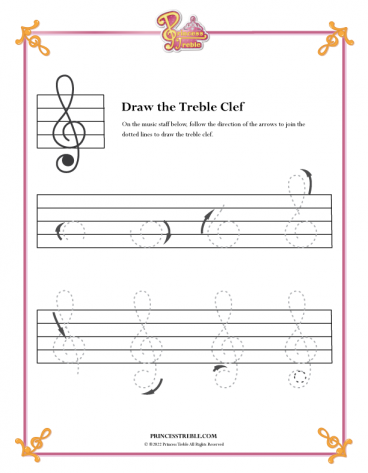 Princess
Treble
Draw the Treble Clef
On the music staff below, follow the direction of the arrows to join the
dotted lines to draw the treble clef.
PRINCESSTREBLE.COM
© ®2022 Princess Treble All Rights Reserved